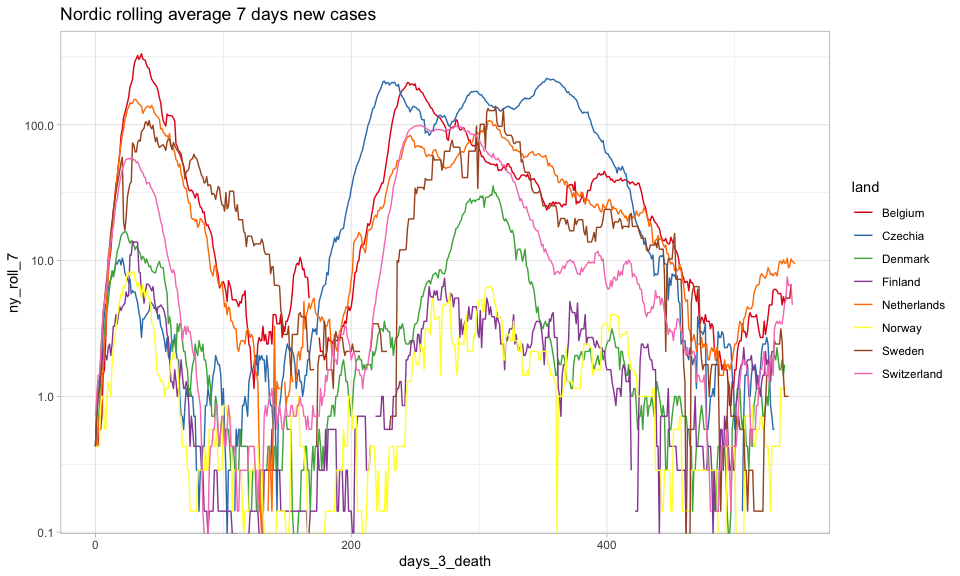 Nordic rolling average 7 days new cases
ny_roll_7
100.0
10.0
1.0
0.1
0
200
400
days_3_death
land
Belgium
Czechia
Denmark
Finland
Netherlands
Norway
Sweden
Switzerland